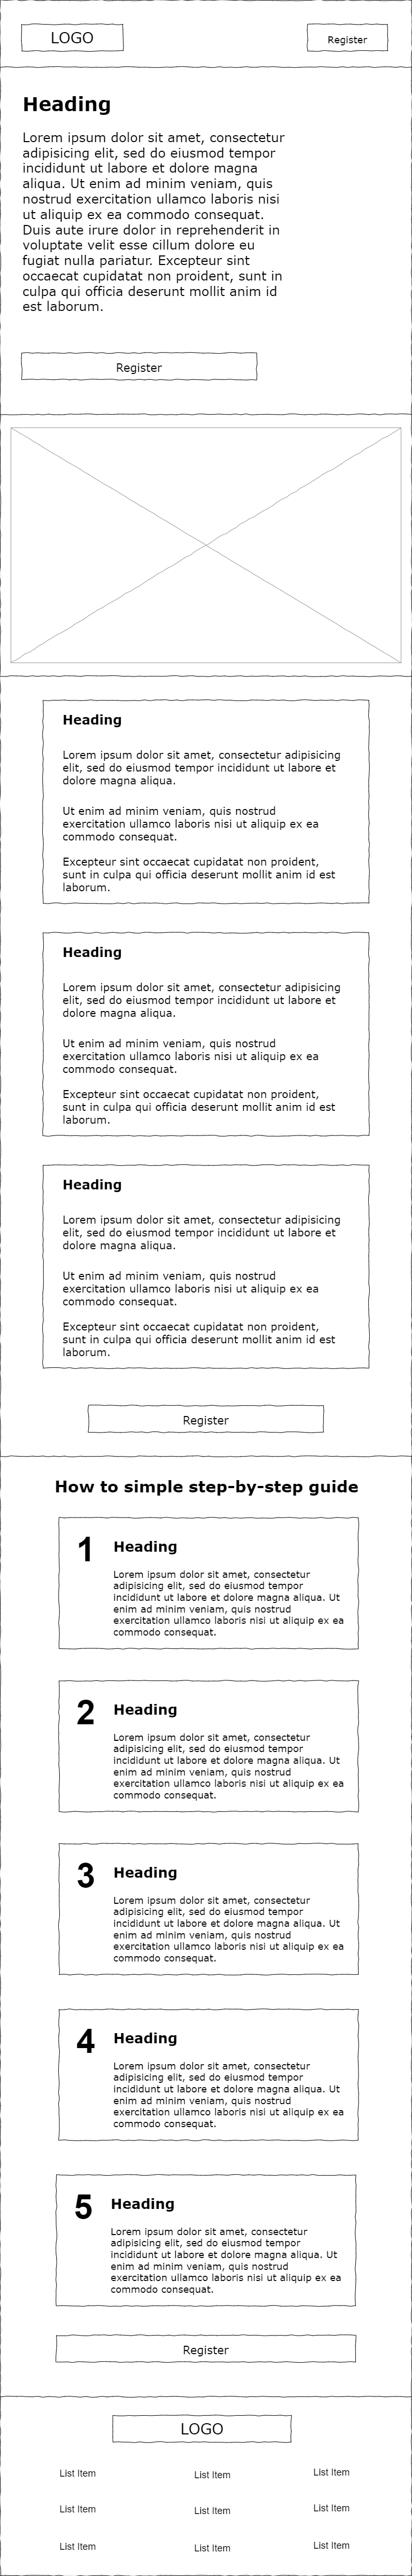 LOGO
Register
Heading
Lorem ipsum dolor sit amet, consectetur
adipisicing elit, sed do eiusmod tempor
incididunt ut labore et dolore magna
aliqua. Ut enim ad minim veniam, quis
nostrud exercitation ullamco laboris nisi
ut aliquip ex ea commodo consequat.
Duis aute irure dolor in reprehenderit in
voluptate velit esse cillum dolore eu
fugiat nulla pariatur. Excepteur sint
occaecat cupidatat non proident, sunt in
culpa qui officia deserunt mollit anim id
est laborum.
Register
Heading
Lorem ipsum dolor sit amet, consectetur adipisicing
elit, sed do eiusmod tempor incididunt ut labore et
dolore magna aliqua.
Ut enim ad minim veniam, quis nostrud
exercitation ullamco laboris nisi ut aliquip ex ea
commodo consequat.
Excepteur sint occaecat cupidatat non proident,
sunt in culpa qui officia deserunt mollit anim id est
laborum.
Heading
Lorem ipsum dolor sit amet, consectetur adipisicing
elit, sed do eiusmod tempor incididunt ut labore et
dolore magna aliqua.
Ut enim ad minim veniam, quis nostrud
exercitation ullamco laboris nisi ut aliquip ex ea
commodo consequat.
Excepteur sint occaecat cupidatat non proident,
sunt in culpa qui officia deserunt mollit anim id est
laborum.
Heading
Lorem ipsum dolor sit amet, consectetur adipisicing
elit, sed do eiusmod tempor incididunt ut labore et
dolore magna aliqua.
Ut enim ad minim veniam, quis nostrud
exercitation ullamco laboris nisi ut aliquip ex ea
commodo consequat.
Excepteur sint occaecat cupidatat non proident,
sunt in culpa qui officia deserunt mollit anim id est
laborum.
Register
How to simple step-by-step guide
1 Heading
Lorem ipsum dolor sit amet, consectetur
adipisicing elit, sed do eiusmod tempor
incididunt ut labore et dolore magna aliqua. Ut
enim ad minim veniam, quis nostrud
exercitation ullamco laboris nisi ut aliquip ex ea
commodo consequat.
2 Heading
Lorem ipsum dolor sit amet, consectetur
adipisicing elit, sed do eiusmod tempor
incididunt ut labore et dolore magna aliqua. Ut
enim ad minim veniam, quis nostrud
exercitation ullamco laboris nisi ut aliquip ex ea
commodo consequat.
3 Heading
Lorem ipsum dolor sit amet, consectetur
adipisicing elit, sed do eiusmod tempor
incididunt ut labore et dolore magna aliqua. Ut
enim ad minim veniam, quis nostrud
exercitation ullamco laboris nisi ut aliquip ex ea
commodo consequat.
4 Heading
Lorem ipsum dolor sit amet, consectetur
adipisicing elit, sed do eiusmod tempor
incididunt ut labore et dolore magna aliqua. Ut
enim ad minim veniam, quis nostrud
exercitation ullamco laboris nisi ut aliquip ex ea
commodo consequat.
5 Heading
Lorem ipsum dolor sit amet, consectetur
adipisicing elit, sed do eiusmod tempor
incididunt ut labore et dolore magna aliqua. Ut
enim ad minim veniam, quis nostrud
exercitation ullamco laboris nisi ut aliquip ex ea
commodo consequat.
Register
LOGO
List Item
List Item
List Item
List Item
List Item
List Item
List Item
List Item
List Item